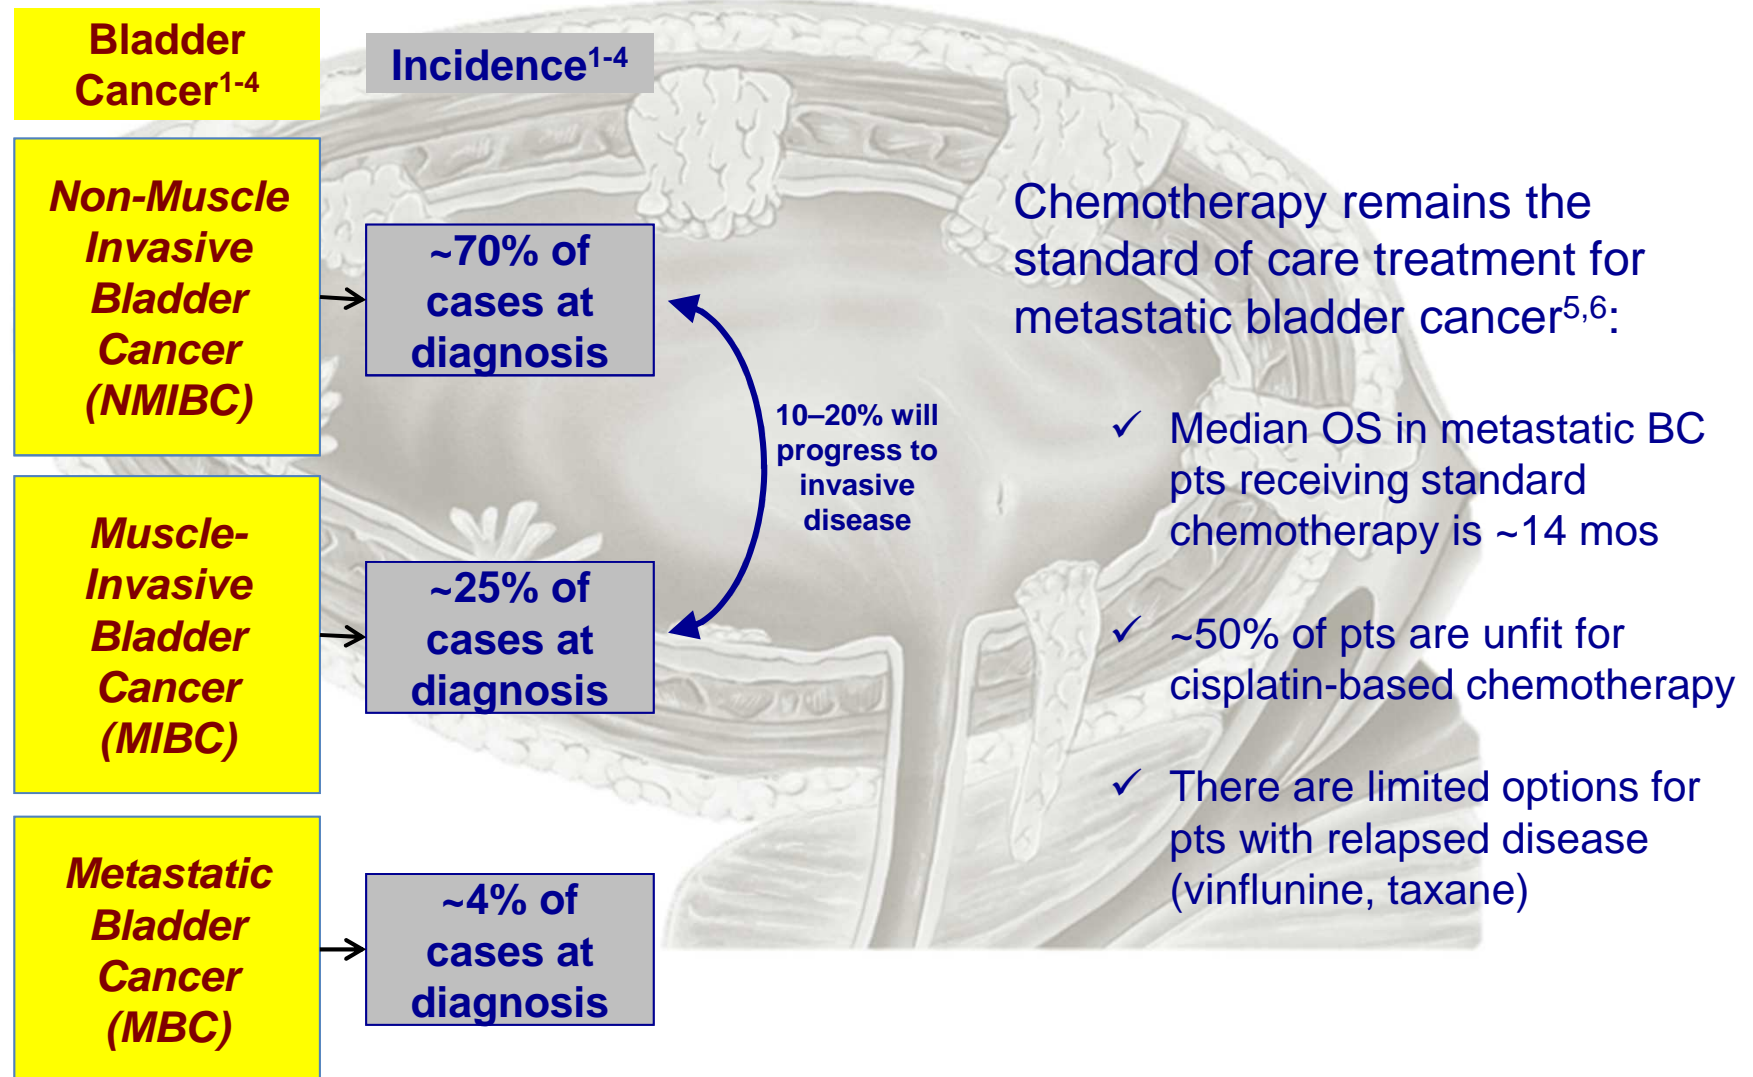 Bladder
Cancer1-4
Incidence1-4
Non-Muscle
Invasive
Bladder
Cancer
(NMIBC)
~70% of
cases at
diagnosis
10–20% will
progress to
invasive
disease
Muscle-
Invasive
Bladder
Cancer
(MIBC)
~25% of
cases at
diagnosis
Metastatic
Bladder
Cancer
(MBC)
~4% of
cases at
diagnosis
Chemotherapy remains the
standard of care treatment for
metastatic bladder cancer5,6:
✓ Median OS in metastatic BC
pts receiving standard
chemotherapy is ~14 mos
✓ ~50% of pts are unfit for
cisplatin-based chemotherapy
✓ There are limited options for
pts with relapsed disease
(vinflunine, taxane)